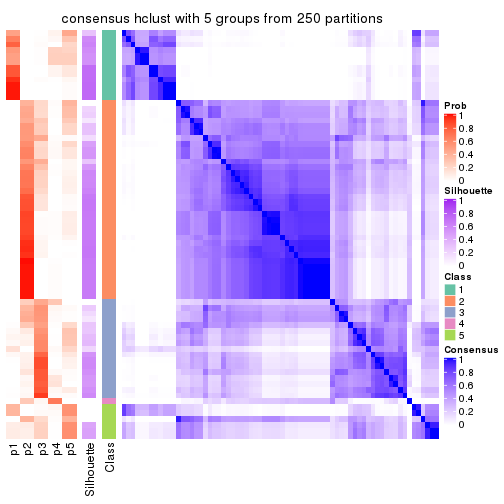 consensus hclust with 5 groups from 250 partitions
Prob
1
0.8
0.6
0.4
0.2
0
Silhouette
1
0.8
0.6
0.4
0.2
0
Class
1
2
3
4
5
Consensus
1
0.8
0.6
0.4
0.2
0
p1
p2
p3
p4
p5
Silhouette
Class